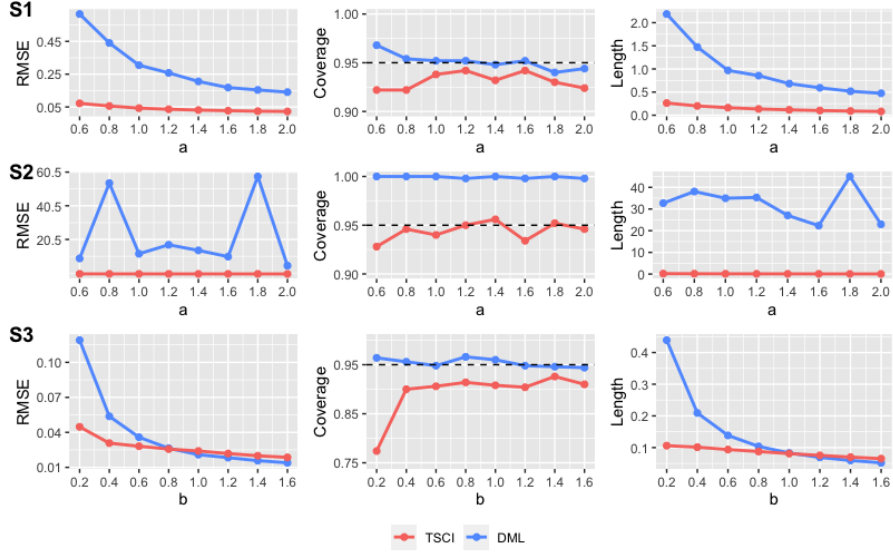 S1
RMSE
0.45
0.25
0.05
0.6 0.8 1.0 1.2 1.4 1.6 1.8 2.0
a
Coverage
1.00
0.95
0.90
0.6 0.8 1.0 1.2 1.4 1.6 1.8 2.0
a
Length
2.0
1.5
1.0
0.5
0.0
0.6 0.8 1.0 1.2 1.4 1.6 1.8 2.0
a
S2
RMSE
60.5
40.5
20.5
0.6 0.8 1.0 1.2 1.4 1.6 1.8 2.0
a
Coverage
1.00
0.95
0.90
0.6 0.8 1.0 1.2 1.4 1.6 1.8 2.0
a
Length
40
30
20
10
0
0.6 0.8 1.0 1.2 1.4 1.6 1.8 2.0
a
S3
RMSE
0.10
0.07
0.04
0.01
0.2 0.4 0.6 0.8 1.0 1.2 1.4 1.6
b
Coverage
0.95
0.85
0.75
0.2 0.4 0.6 0.8 1.0 1.2 1.4 1.6
b
Length
0.4
0.3
0.2
0.1
0.2 0.4 0.6 0.8 1.0 1.2 1.4 1.6
b
TSCI DML